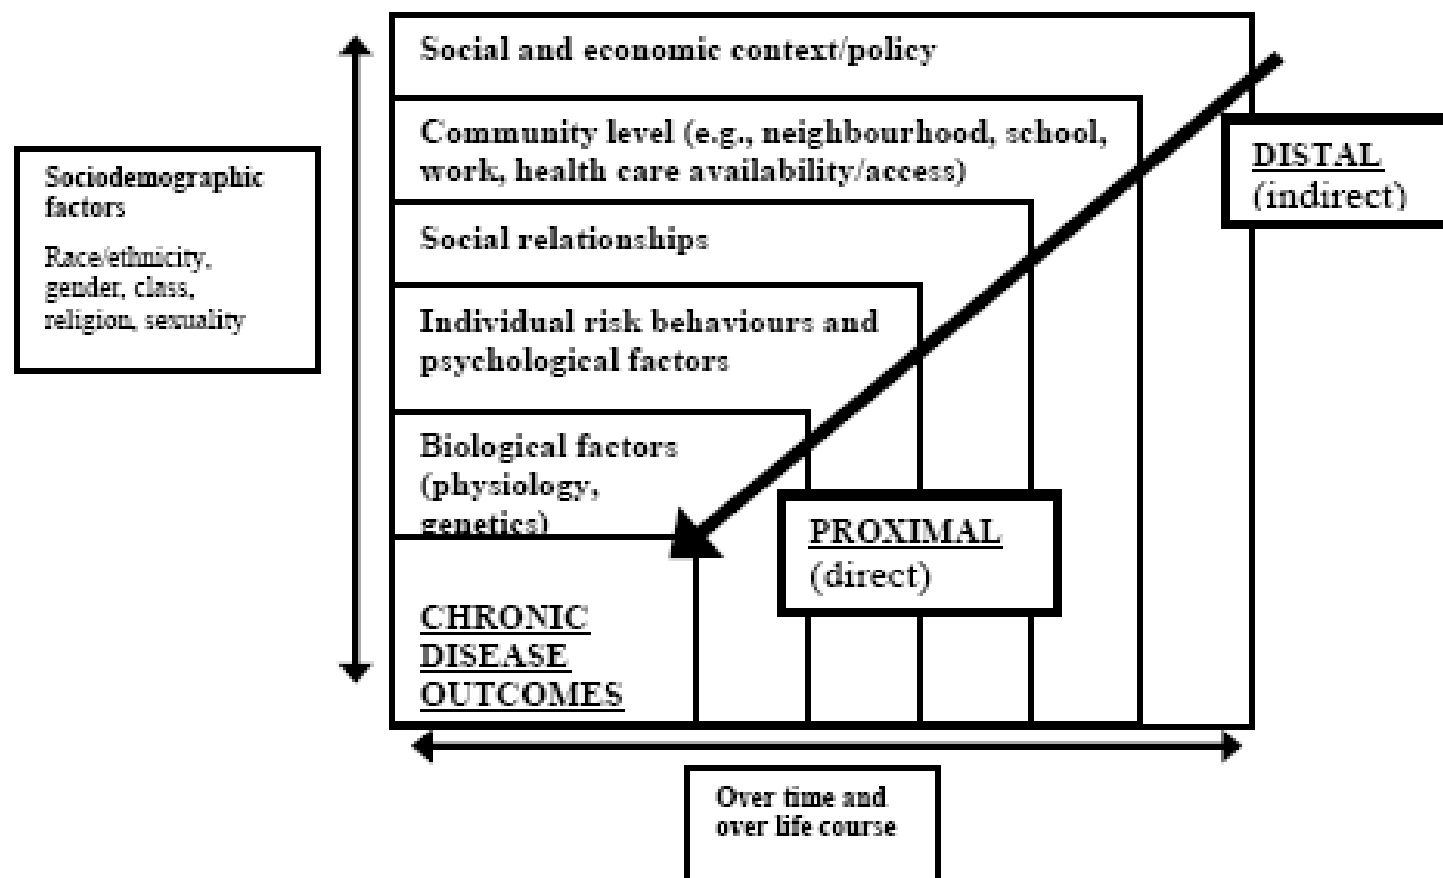 Social and economic context/policy
Community level (e.g., neighbourhood, school,
work, health care availability/access)
DISTAL
(indirect)
Sociodemographic
factors
Race/ethnicity,
gender, class,
religion, sexuality
Social relationships
Individual risk behaviours and
psychological factors
Biological factors
(physiology,
genetics)
PROXIMAL
(direct)
CHRONIC
DISEASE
OUTCOMES
Over time and
over life course